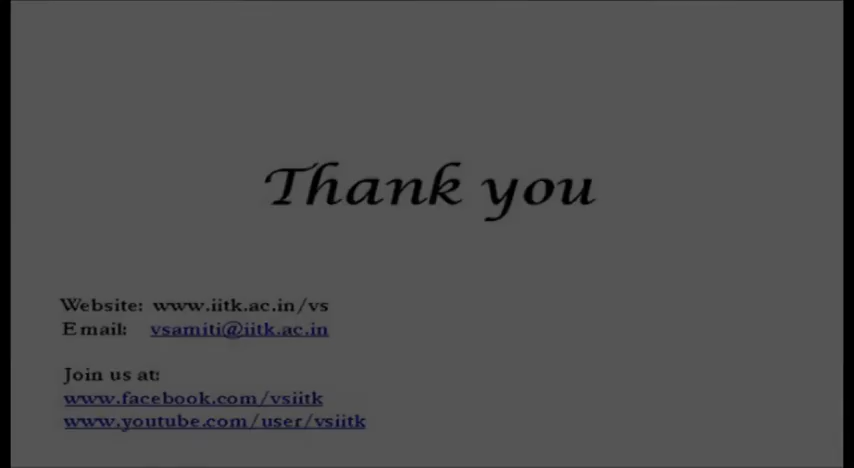 Thank you
Website: www.iitk.ac.in/vs
Email: vsamiti@iitk.ac.in
Join us at:
www.facebook.com/vsiitk
www.youtube.com/user/vsiitk